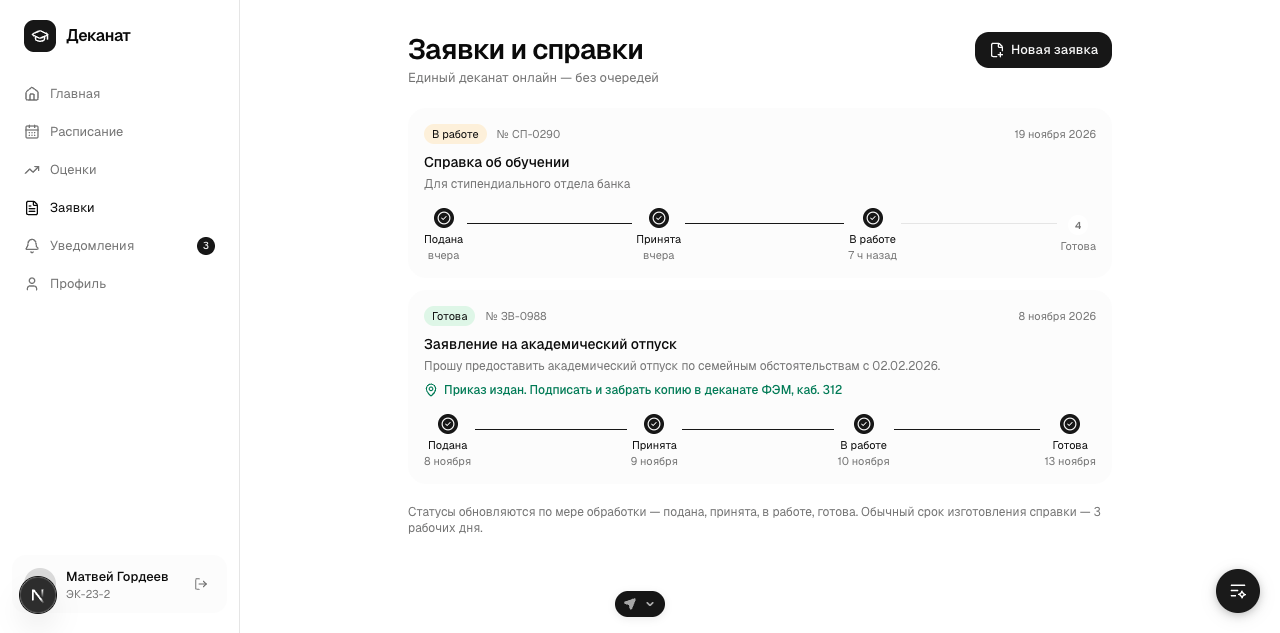 Деканат
Главная
Расписание
Оценки
Заявки
Уведомления 3
Профиль
Матвей Гордеев
ЭК-23-2
N
Заявки и справки
Единый деканат онлайн — без очередей
Новая заявка
В работе № СП-0290 19 ноября 2026
Справка об обучении
Для стипендиального отдела банка
4
Подана Принята В работе Готова
вчера вчера 7 ч назад
Готова № ЗВ-0988 8 ноября 2026
Заявление на академический отпуск
Прошу предоставить академический отпуск по семейным обстоятельствам с 02.02.2026.
Приказ издан. Подписать и забрать копию в деканате ФЭМ, каб. 312
Подана Принята В работе Готова
8 ноября 9 ноября 10 ноября 13 ноября
Статусы обновляются по мере обработки — подана, принята, в работе, готова. Обычный срок изготовления справки — 3
рабочих дня.